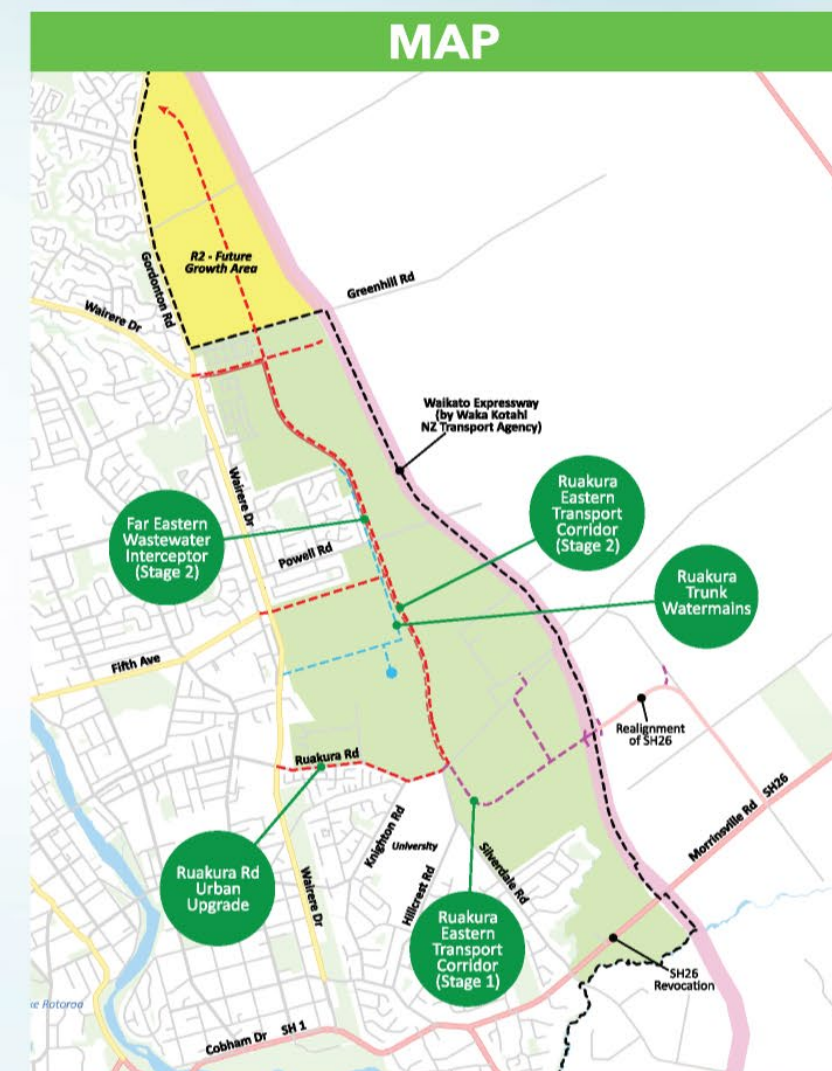 MAP
R2 - Future
Growth Area
Gordonton Rd
Greenhill Rd
Wairere Dr
Waikato Expressway
(by Waka Kotahi
NZ Transport Agency)
Wairere Dr
Ruakura
Eastern
Transport
Corridor
(Stage 2)
Far Eastern
Wastewater
Interceptor
(Stage 2)
Powell Rd
Ruakura
Trunk
Watermains
Fifth Ave
Realignment
of SH26
Ruakura Rd
Morrinsville Rd SH26
Knighton Rd
University
Silverdale Rd
Hillcrest Rd
Ruakura Rd
Urban
Upgrade
Wairere Dr
Ruakura
Eastern
Transport
Corridor
(Stage 1)
SH26
Revocation
ke Rotoroa
Cobham Dr SH 1